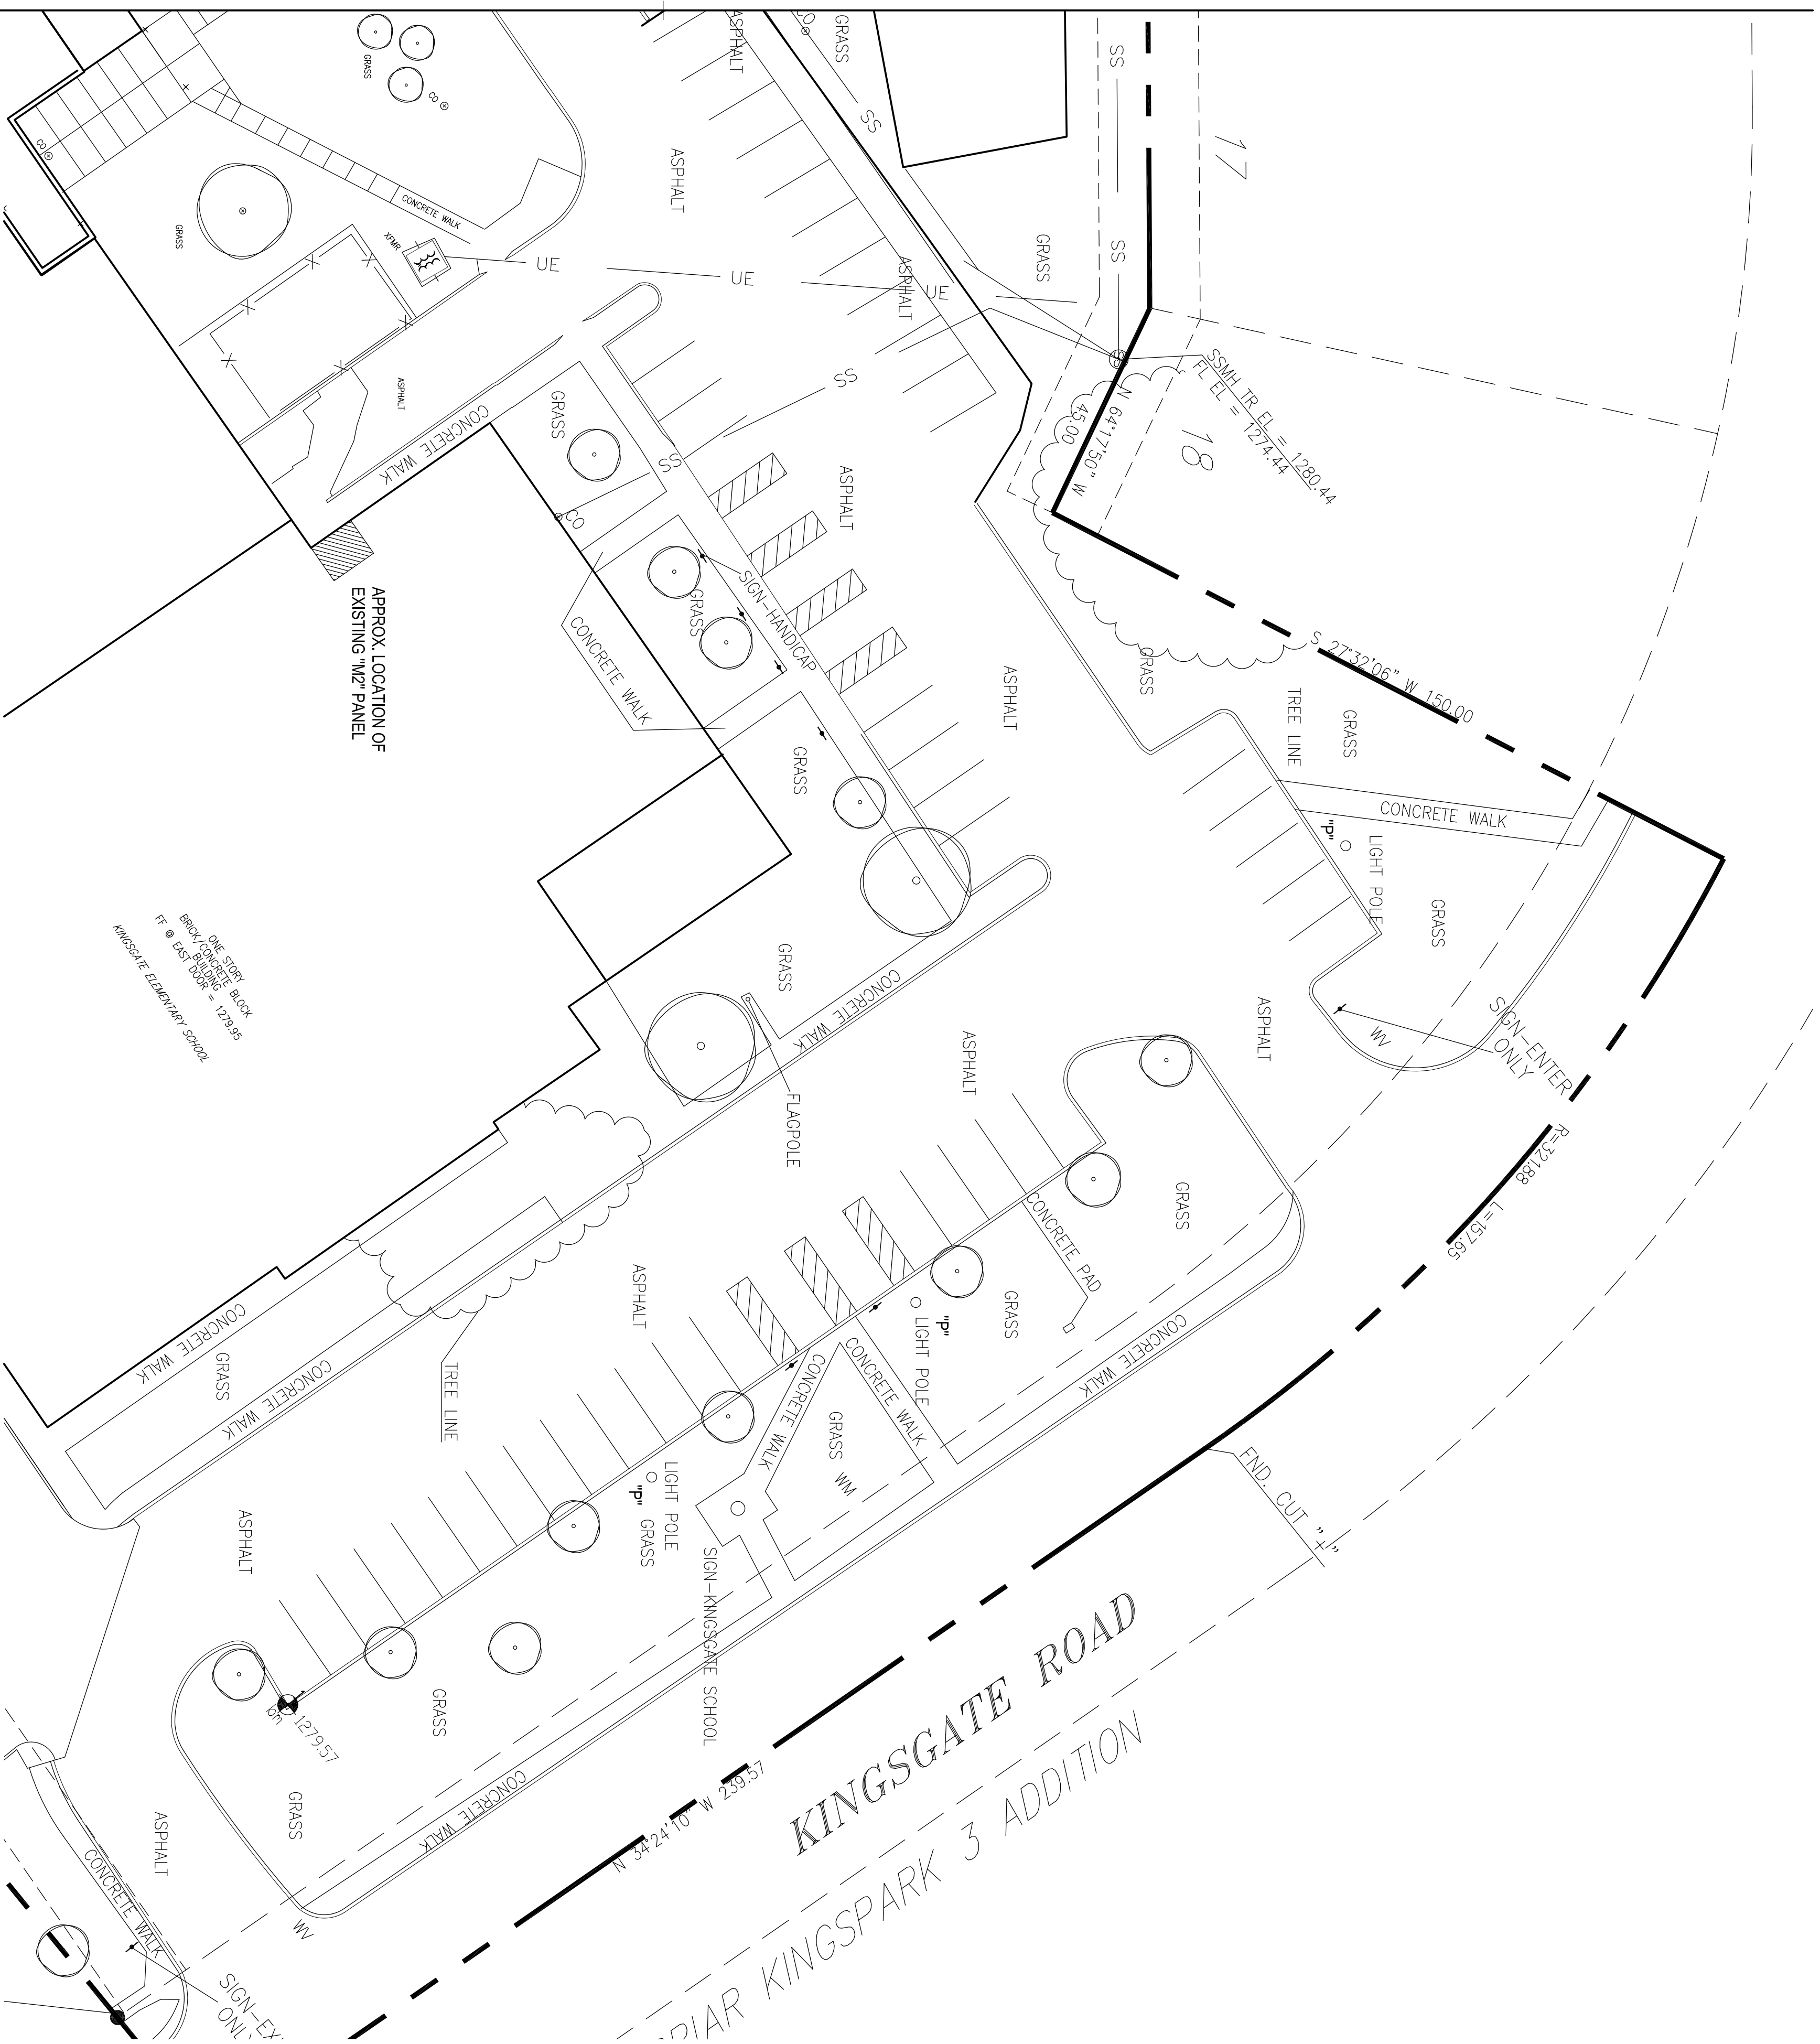 ASPHALT
CO
GRASS
SS
17
GRASS
CO
SS
ASPHALT
CO
CONCRETE WALK
GRASS
XFMR
UE
UE
UE
ASPHALT
GRASS
SS
SSMH TR EL = 1280.44
FL EL = 1274.44
N 64°17'50" W
45.00
18
ASPHALT
CONCRETE WALK
GRASS
SS
SS
CO
ASPHALT
SIGN-HANDICAP
GRASS
CONCRETE WALK
APPROX. LOCATION OF
EXISTING "M2" PANEL
ASPHALT
GRASS
S 27°32'06" W 150.00
TREE LINE
GRASS
CONCRETE WALK
"P"
LIGHT POLE
GRASS
GRASS
ONE STORY
BRICK/CONCRETE BLOCK
BUILDING
FF @ EAST DOOR = 1279.95
KINGSGATE ELEMENTARY SCHOOL
GRASS
CONCRETE WALK
FLAGPOLE
ASPHALT
ASPHALT
SIGN-ENTER
ONLY
WV
R=321.88
L=157.65
GRASS
CONCRETE PAD
GRASS
"P"
LIGHT POLE
CONCRETE WALK
CONCRETE WALK
CONCRETE WALK
GRASS
WM
ASPHALT
TREE LINE
CONCRETE WALK
GRASS
CONCRETE WALK
LIGHT POLE
"P"
GRASS
SIGN-KINGSGATE SCHOOL
FND. CUT "+"
KINGSGATE ROAD
N 34°24'10" W 239.57
ASPHALT
bm 1279.57
GRASS
GRASS
CONCRETE WALK
WV
ASPHALT
CONCRETE WALK
KINGSPARK 3 ADDITION